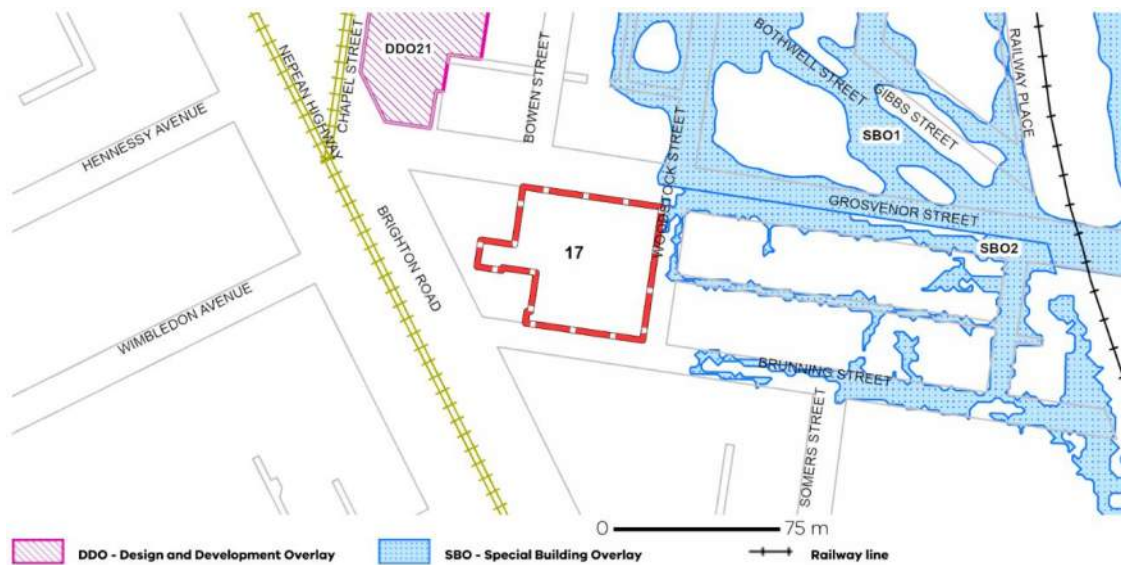 BOTHWELL STREET
RAILWAY PLACE
DDO21
CHAPEL STREET
NEPEAN HIGHWAY
BOWEN STREET
GIBBS STREET
HENNESSY AVENUE
SBO1
WOODSTOCK STREET
GROSVENOR STREET
BRIGHTON ROAD
17
SBO2
WIMBLEDON AVENUE
BRUNNING STREET
SOMERS STREET
0 75 m
DDO - Design and Development Overlay
SBO - Special Building Overlay
Railway line